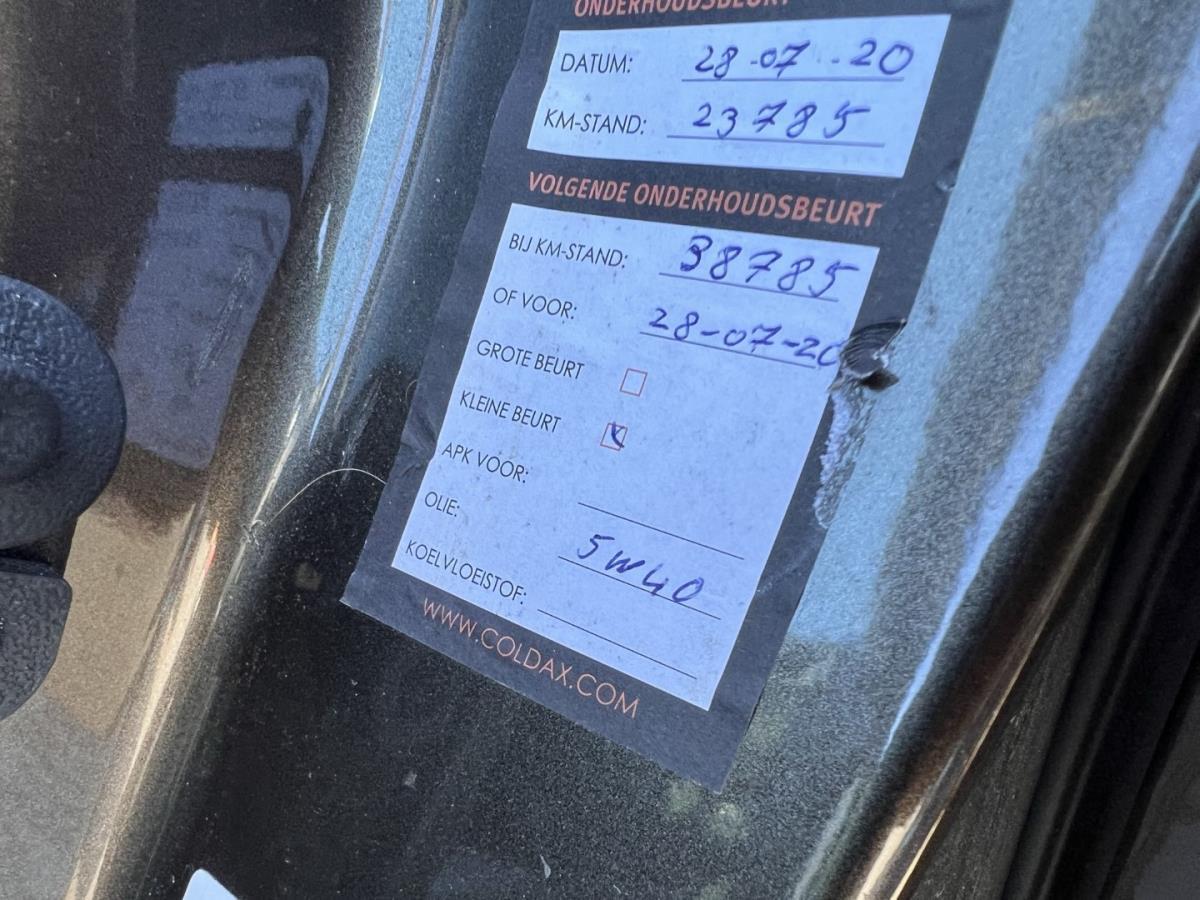 ONDERHOUDSBEURT
DATUM: 28-07-20
KM-STAND: 23785
VOLGENDE ONDERHOUDSBEURT
BIJ KM-STAND: 38785
OF VOOR: 28-07-20
GROTE BEURT
KLEINE BEURT
APK VOOR:
OLIE: 5W40
KOELVLOEISTOF:
WWW.COLDAX.COM